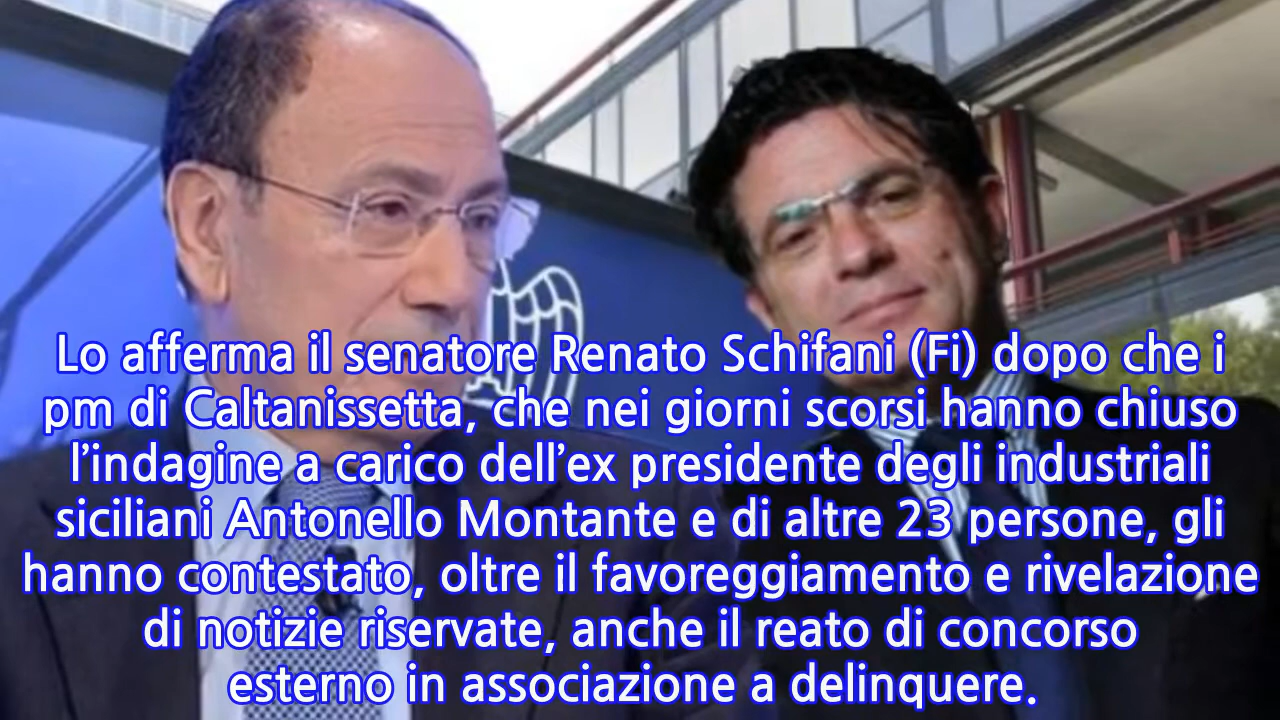 Lo afferma il senatore Renato Schifani (Fi) dopo che i
pm di Caltanissetta, che nei giorni scorsi hanno chiuso
l’indagine a carico dell’ex presidente degli industriali
siciliani Antonello Montante e di altre 23 persone, gli
hanno contestato, oltre il favoreggiamento e rivelazione
di notizie riservate, anche il reato di concorso
esterno in associazione a delinquere.